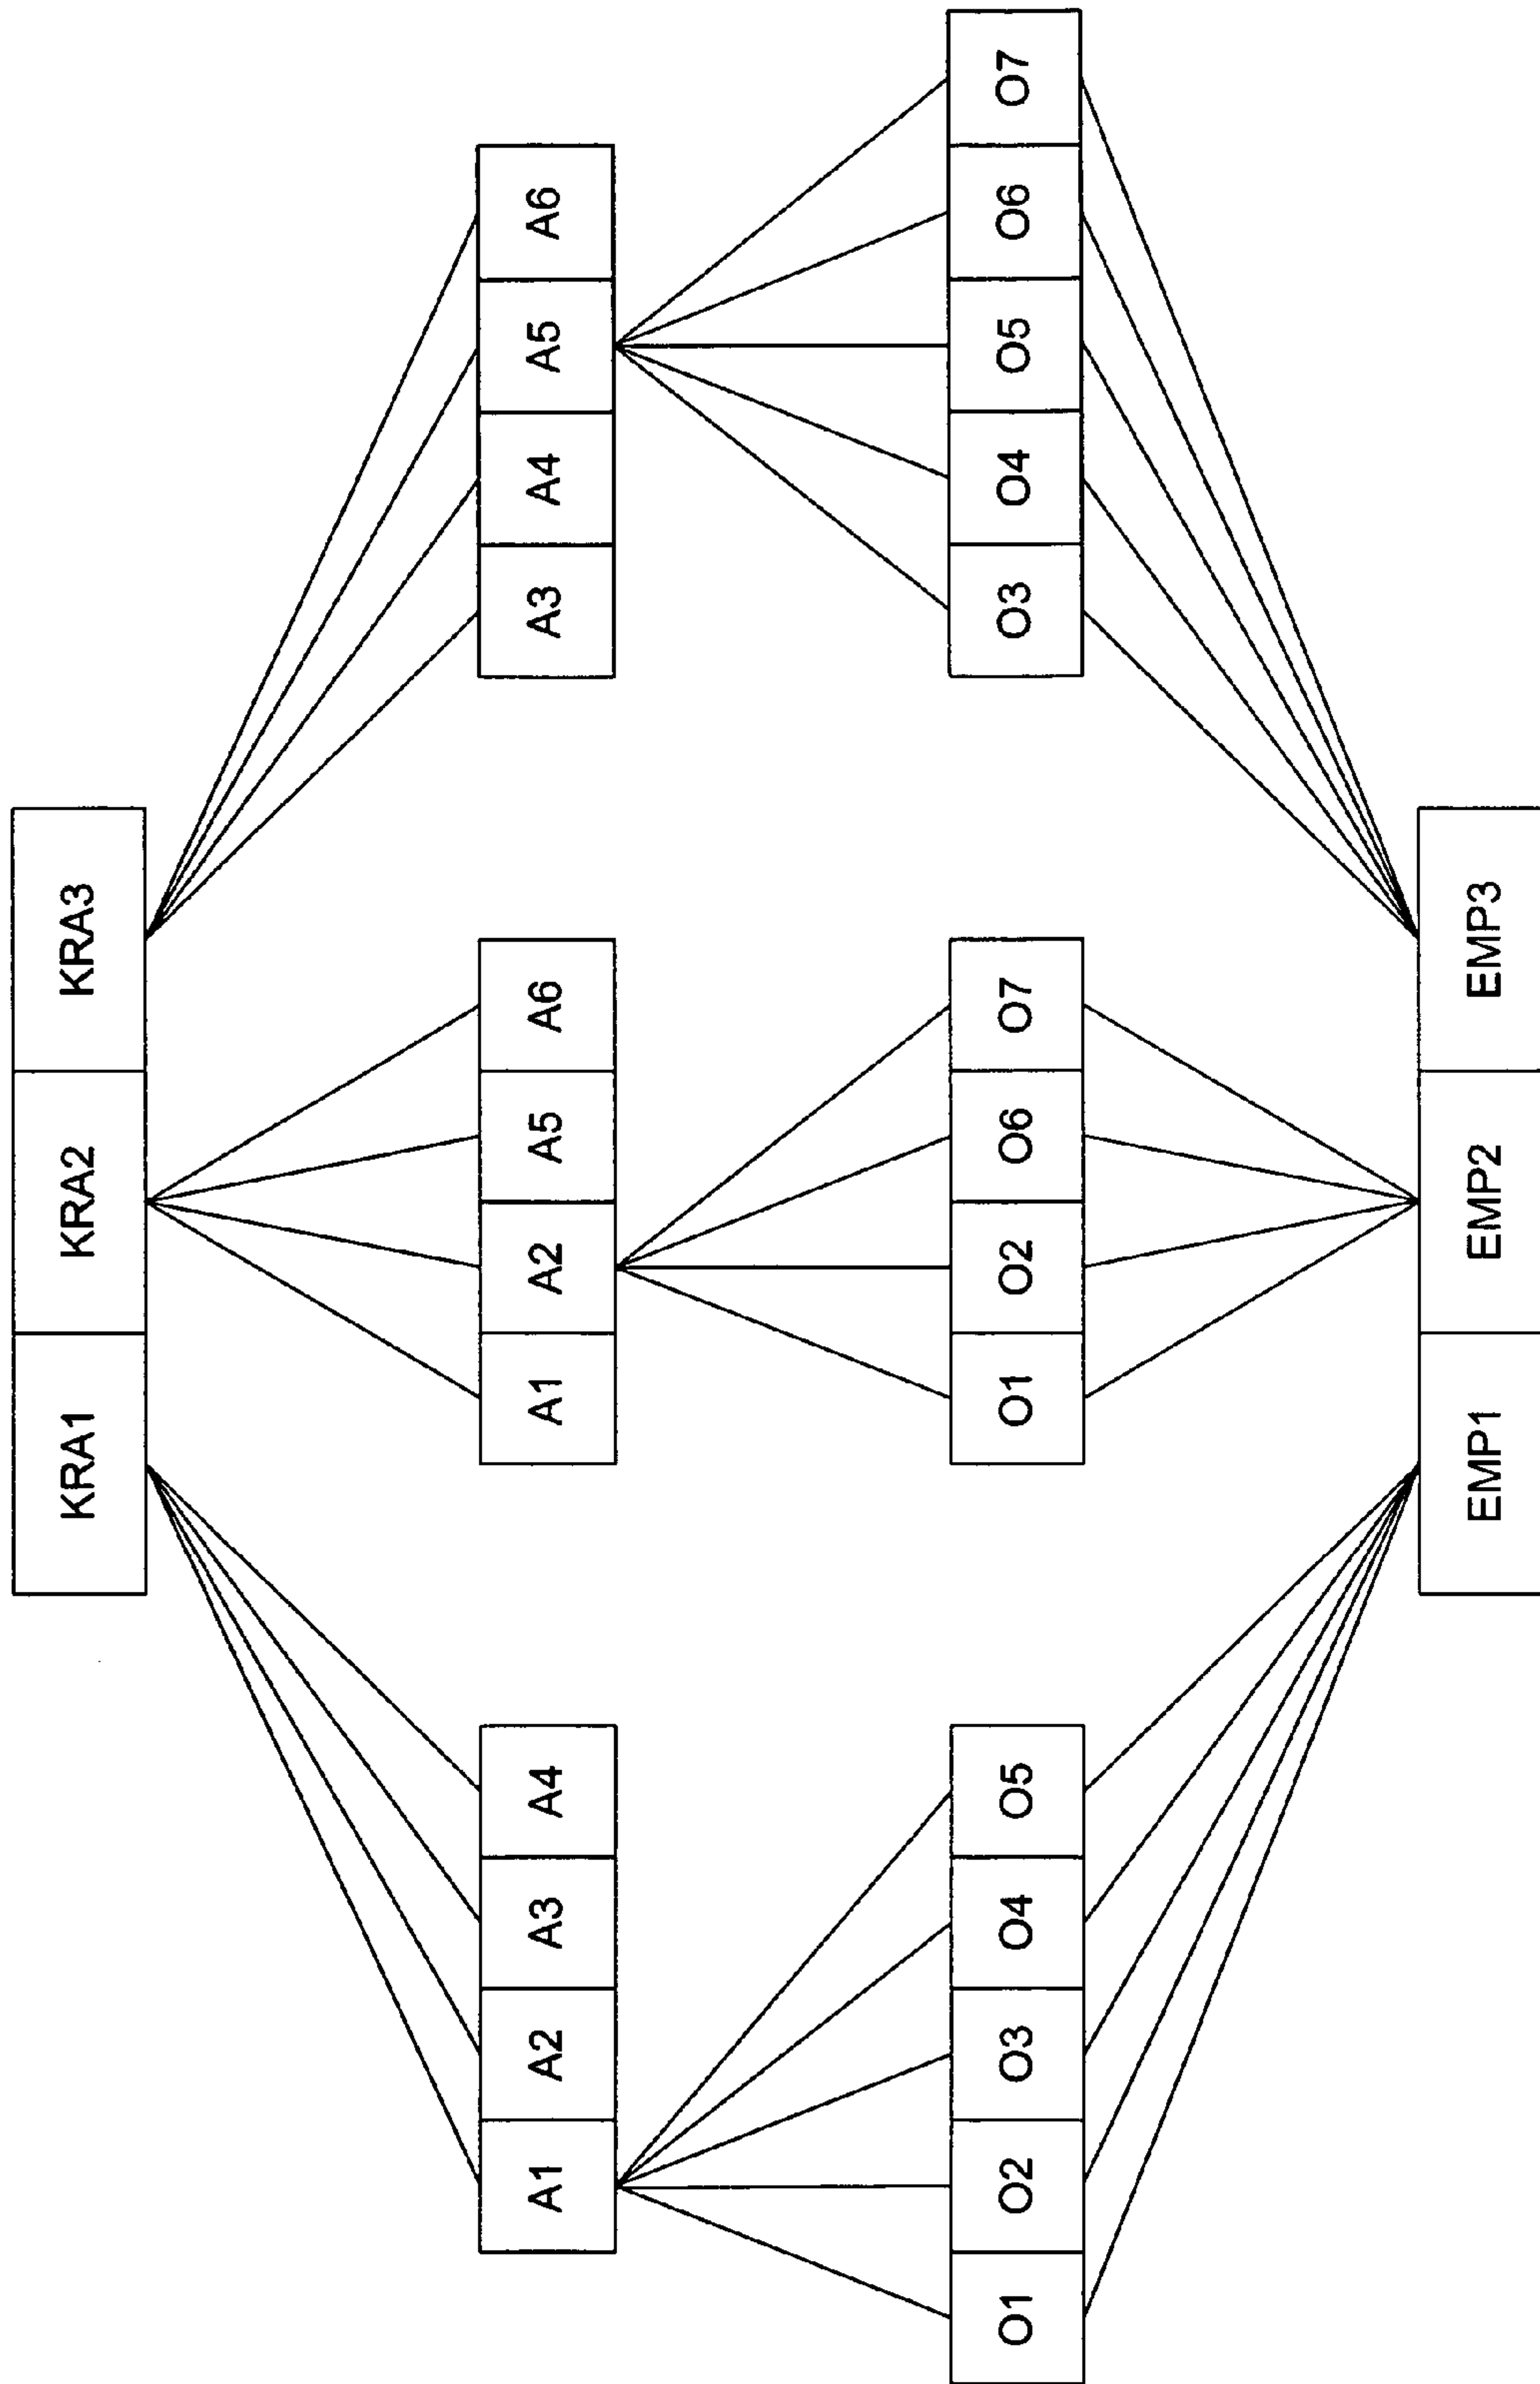 KRA1 KRA2 KRA3
A1 A2 A3 A4 A1 A2 A5 A6 A3 A4 A5 A6
O1 O2 O3 O4 O5 O1 O2 O6 O7 O3 O4 O5 O6 O7
EMP1 EMP2 EMP3